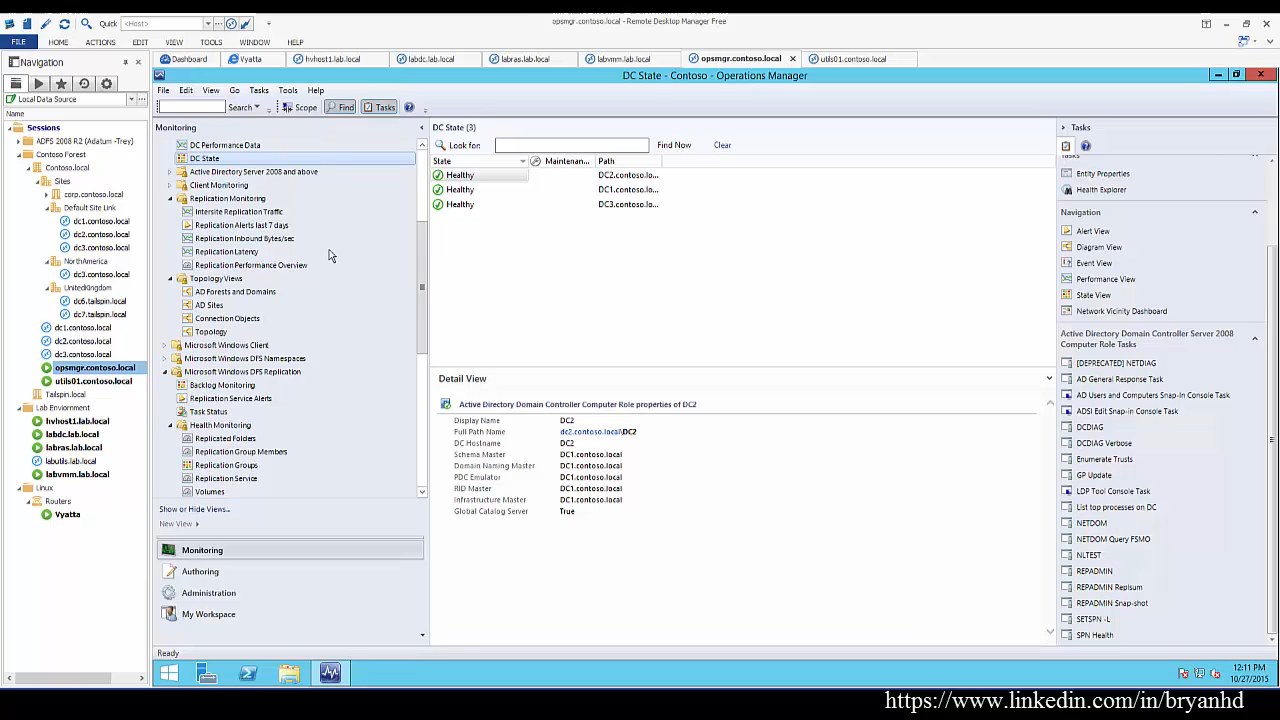 opsmgr.contoso.local - Remote Desktop Manager Free
Quick <Host>
FILE HOME ACTIONS EDIT VIEW TOOLS WINDOW HELP
Navigation
Dashboard Vyatta hvhost1.lab.local labdc.lab.local labras.lab.local labvmm.lab.local opsmgr.contoso.local utils01.contoso.local
Local Data Source
Name
Sessions
ADFS 2008 R2 (Adatum -Trey)
Contoso Forest
Contoso.local
Sites
corp.contoso.local
Default Site Link
dc1.contoso.local
dc2.contoso.local
dc3.contoso.local
NorthAmerica
dc3.contoso.local
UnitedKingdom
dc6.tailspin.local
dc7.tailspin.local
dc1.contoso.local
dc2.contoso.local
dc3.contoso.local
opsmgr.contoso.local
utils01.contoso.local
Tailspin.local
Lab Enviornment
hvhost1.lab.local
labdc.lab.local
labras.lab.local
labutils.lab.local
labvmm.lab.local
Linux
Routers
Vyatta
DC State - Contoso - Operations Manager
File Edit View Go Tasks Tools Help
Search Scope Find Tasks
Monitoring
DC Performance Data
DC State
Active Directory Server 2008 and above
Client Monitoring
Replication Monitoring
Intersite Replication Traffic
Replication Alerts last 7 days
Replication Inbound Bytes/sec
Replication Latency
Replication Performance Overview
Topology Views
AD Forests and Domains
AD Sites
Connection Objects
Topology
Microsoft Windows Client
Microsoft Windows DFS Namespaces
Microsoft Windows DFS Replication
Backlog Monitoring
Replication Service Alerts
Task Status
Health Monitoring
Replicated Folders
Replication Group Members
Replication Groups
Replication Service
Volumes
Show or Hide Views...
New View
Monitoring
Authoring
Administration
My Workspace
DC State (3)
Look for: Find Now Clear
State Maintenan... Path
Healthy DC2.contoso.lo...
Healthy DC1.contoso.lo...
Healthy DC3.contoso.lo...
Detail View
Active Directory Domain Controller Computer Role properties of DC2
Display Name DC2
Full Path Name dc2.contoso.local\DC2
DC Hostname DC2
Schema Master DC1.contoso.local
Domain Naming Master DC1.contoso.local
PDC Emulator DC1.contoso.local
RID Master DC1.contoso.local
Infrastructure Master DC1.contoso.local
Global Catalog Server True
Tasks
Tasks
Entity Properties
Health Explorer
Navigation
Alert View
Diagram View
Event View
Performance View
State View
Network Vicinity Dashboard
Active Directory Domain Controller Server 2008
Computer Role Tasks
[DEPRECATED] NETDIAG
AD General Response Task
AD Users and Computers Snap-In Console Task
ADSI Edit Snap-in Console Task
DCDIAG
DCDIAG Verbose
Enumerate Trusts
GP Update
LDP Tool Console Task
List top processes on DC
NETDOM
NETDOM Query FSMO
NLTEST
REPADMIN
REPADMIN Replsum
REPADMIN Snap-shot
SETSPN -L
SPN Health
Ready
12:11 PM
10/27/2015
https://www.linkedin.com/in/bryanhd